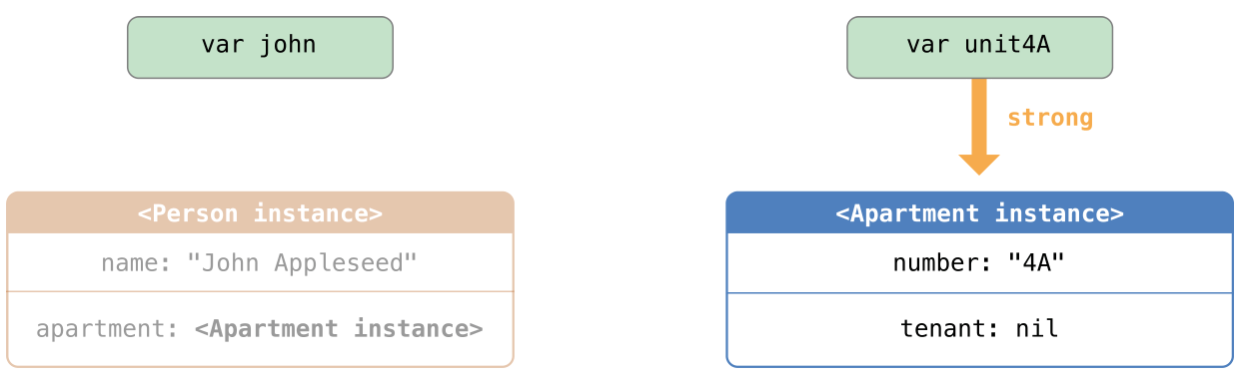 var john
var unit4A
strong
<Person instance>
name: "John Appleseed"
apartment: <Apartment instance>
<Apartment instance>
number: "4A"
tenant: nil